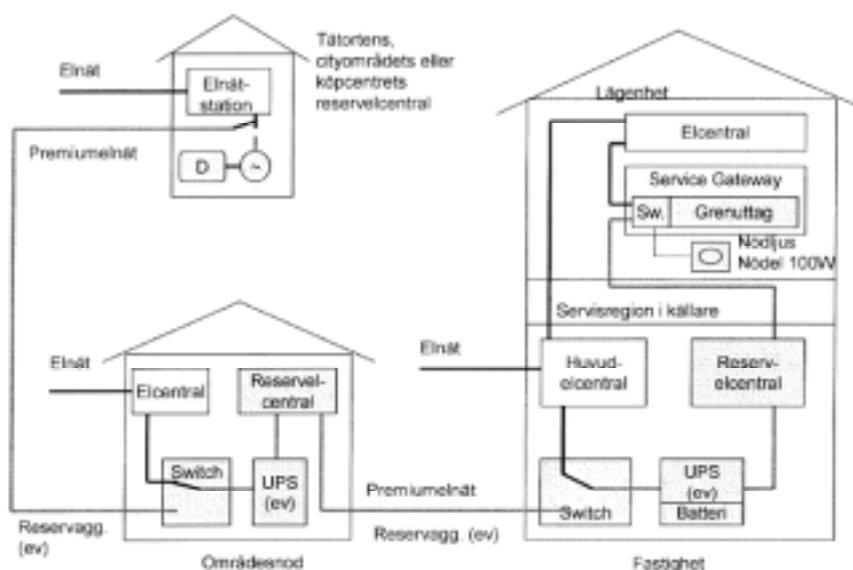 Tätortens,
cityområdets eller
köpcentrets
reservelcentral
Elnät
Elnät-
station
Premiumelnät
D
~
Lägenhet
Elcentral
Service Gateway
Sw.
Grenuttag
Nödljus
Nödel 100W
Servisregion i källare
Elnät
Huvud-
elcentral
Reserv-
elcentral
Switch
UPS
(ev)
Batteri
Fastighet
Elnät
Elcentral
Reservel-
central
Switch
UPS
(ev)
Premiumelnät
Reservagg. (ev)
Reservagg.
(ev)
Områdesnod